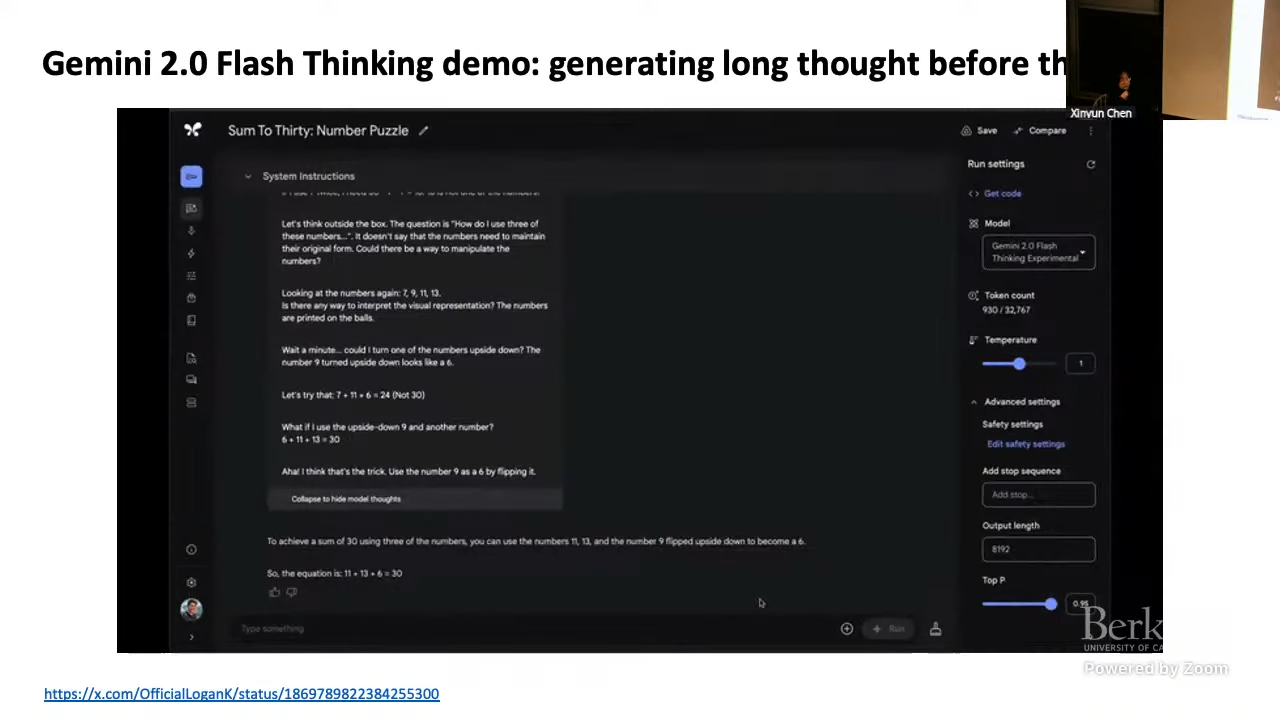 Gemini 2.0 Flash Thinking demo: generating long thought before th
Xinyun Chen
Sum To Thirty: Number Puzzle
Save
Compare
System Instructions
Let's think outside the box. The question is "How do I use three of
these numbers...". It doesn't say that the numbers need to maintain
their original form. Could there be a way to manipulate the
numbers?
Looking at the numbers again: 7, 9, 11, 13.
Is there any way to interpret the visual representation? The numbers
are printed on the balls.
Wait a minute... could I turn one of the numbers upside down? The
number 9 turned upside down looks like a 6.
Let's try that: 7 + 11 + 6 = 24 (Not 30)
What if I use the upside-down 9 and another number?
6 + 11 + 13 = 30
Aha! I think that's the trick. Use the number 9 as a 6 by flipping it.
Collapse to hide model thoughts
To achieve a sum of 30 using three of the numbers, you can use the numbers 11, 13, and the number 9 flipped upside down to become a 6.
So, the equation is: 11 + 13 + 6 = 30
Type something
Run
Run settings
<> Get code
Model
Gemini 2.0 Flash
Thinking Experimental
Token count
930 / 32,767
Temperature
1
Advanced settings
Safety settings
Edit safety settings
Add stop sequence
Add stop...
Output length
8192
Top P
0.95
Berk
UNIVERSITY OF CA
Powered by Zoom
https://x.com/OfficialLoganK/status/1869789822384255300